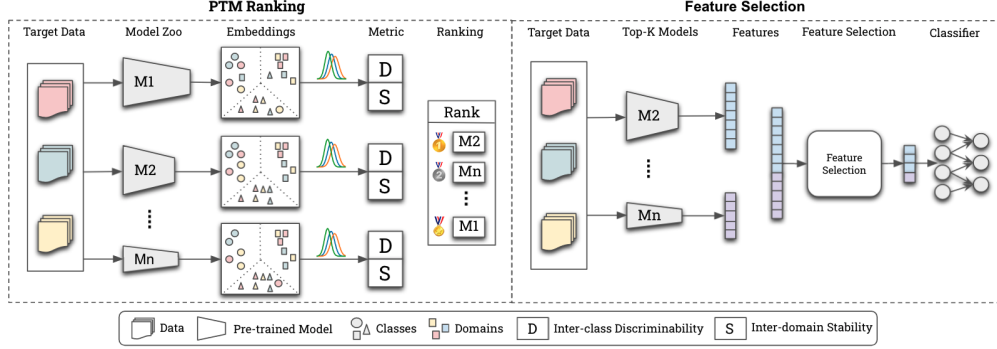 PTM Ranking
Target Data Model Zoo Embeddings Metric Ranking
M1
D
S
M2
D
S
Mn
D
S
Rank
1 M2
2 Mn
M1
Feature Selection
Target Data Top-K Models Features Feature Selection Classifier
M2
Mn
Feature
Selection
Data Pre-trained Model Classes Domains D Inter-class Discriminability S Inter-domain Stability